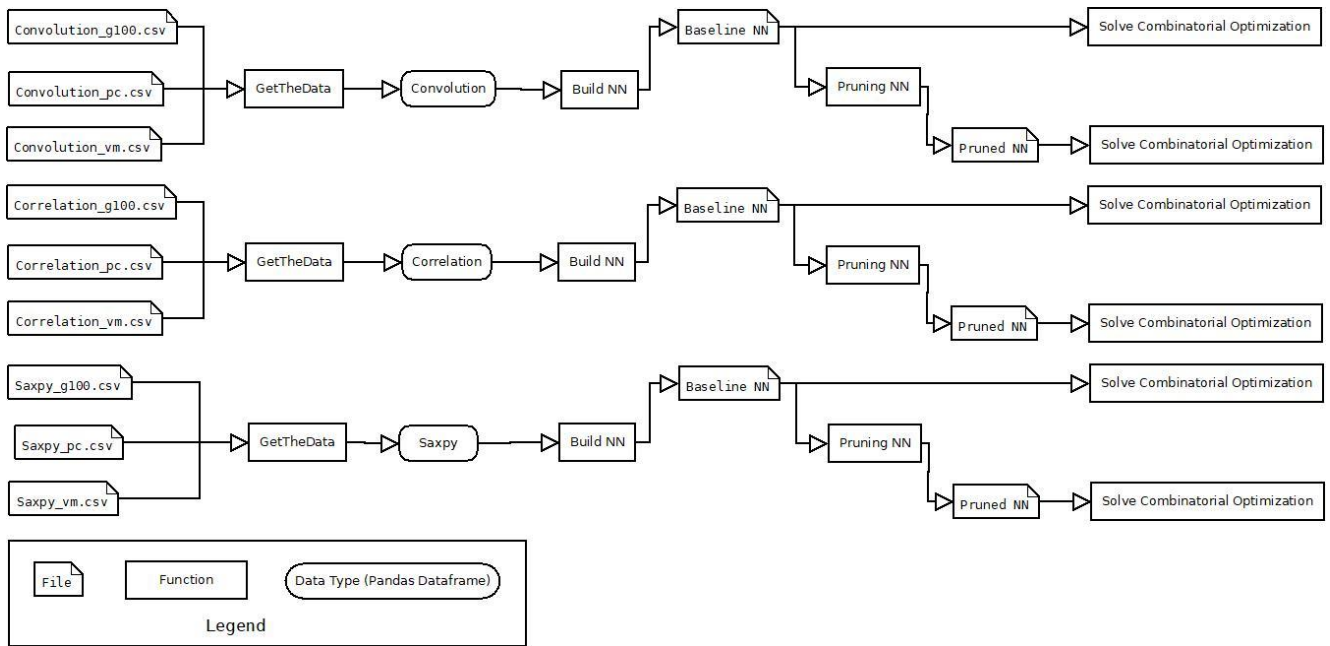 Convolution_g100.csv
Convolution_pc.csv
Convolution_vm.csv
GetTheData
Convolution
Build NN
Baseline NN
Pruning NN
Pruned NN
Solve Combinatorial Optimization
Solve Combinatorial Optimization
Correlation_g100.csv
Correlation_pc.csv
Correlation_vm.csv
GetTheData
Correlation
Build NN
Baseline NN
Pruning NN
Pruned NN
Solve Combinatorial Optimization
Solve Combinatorial Optimization
Saxpy_g100.csv
Saxpy_pc.csv
Saxpy_vm.csv
GetTheData
Saxpy
Build NN
Baseline NN
Pruning NN
Pruned NN
Solve Combinatorial Optimization
Solve Combinatorial Optimization
File
Function
Data Type (Pandas Dataframe)
Legend